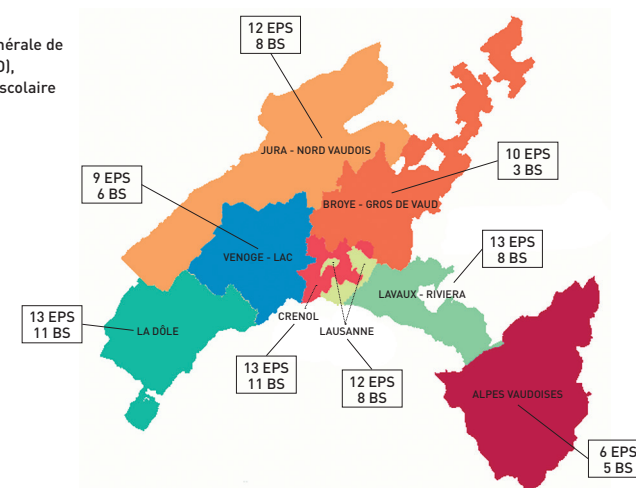 nérale de
O),
scolaire
12 EPS
8 BS
JURA - NORD VAUDOIS
10 EPS
3 BS
9 EPS
6 BS
BROYE - GROS DE VAUD
13 EPS
8 BS
VENOGE - LAC
LAVAUX - RIVIERA
13 EPS
11 BS
LA DÔLE
CRENOL
LAUSANNE
13 EPS
11 BS
12 EPS
8 BS
ALPES VAUDOISES
6 EPS
5 BS